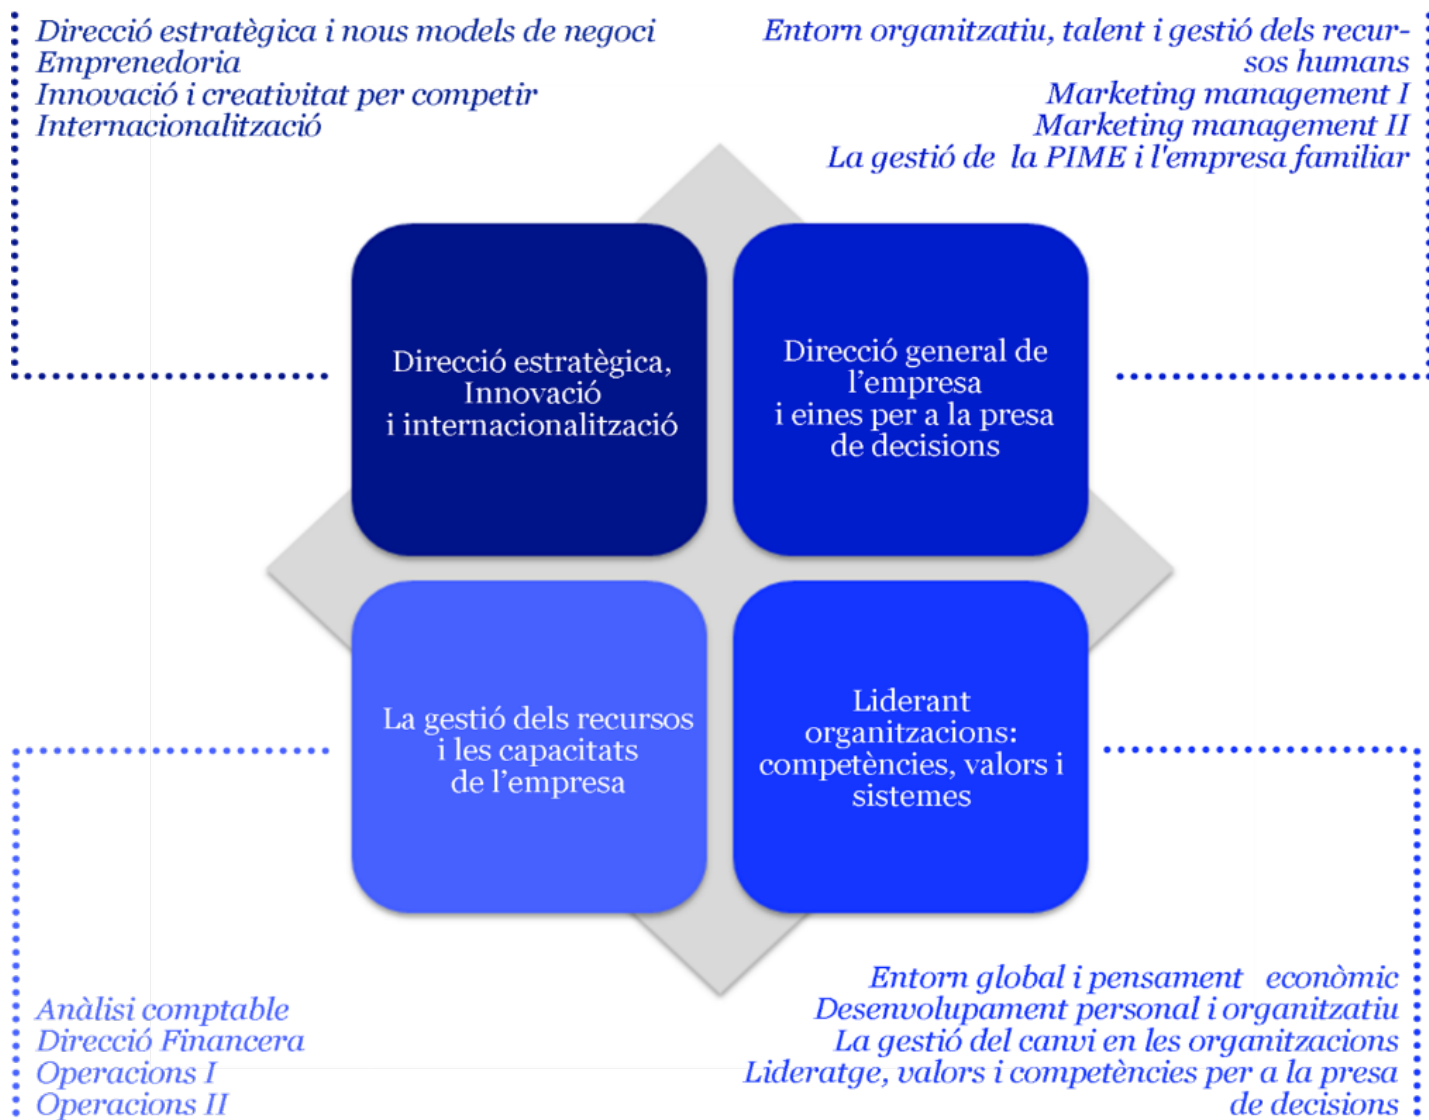 Direcció estratègica i nous models de negoci
Emprenedoria
Innovació i creativitat per competir
Internacionalització
Entorn organitzatiu, talent i gestió dels recur-
sos humans
Marketing management I
Marketing management II
La gestió de  la PIME i l'empresa familiar
Direcció estratègica,
Innovació
i internacionalització
Direcció general de
l’empresa
i eines per a la presa
de decisions
La gestió dels recursos
i les capacitats
de l’empresa
Liderant
organitzacions:
competències, valors i
sistemes
Anàlisi comptable
Direcció Financera
Operacions I
Operacions II
Entorn global i pensament   econòmic
Desenvolupament personal i organitzatiu
La gestió del canvi en les organitzacions
Lideratge, valors i competències per a la presa
de decisions